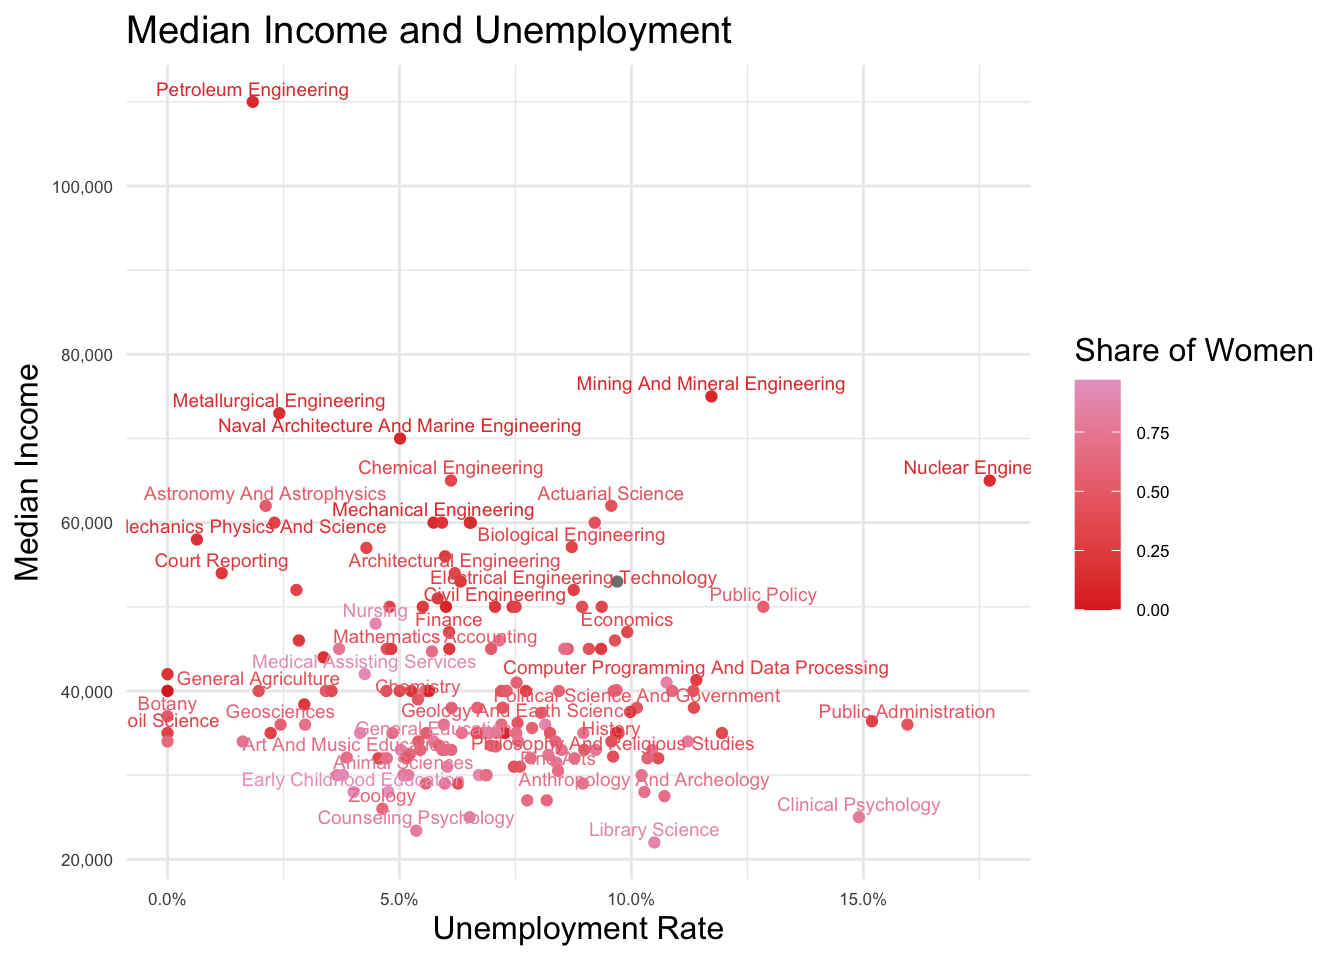 Median Income and Unemployment
Petroleum Engineering
100,000
80,000
Mining And Mineral Engineering
Metallurgical Engineering
Naval Architecture And Marine Engineering
Chemical Engineering
Nuclear Engine
Astronomy And Astrophysics
Actuarial Science
Mechanical Engineering
60,000
lechanics Physics And Science
Biological Engineering
Court Reporting
Architectural Engineering
Electrical Engineering Technology
Civil Engineering
Public Policy
Nursing
Finance
Economics
Mathematics
Accounting
Medical Assisting Services
Computer Programming And Data Processing
General Agriculture
Chemistry
40,000
Political Science And Government
Botany
Geosciences
Geology And Earth Science
Public Administration
oil Science
General Education
History
Art And Music Education
Philosophy And Religious Studies
Animal Sciences
Fine Arts
Early Childhood Education
Anthropology And Archeology
Zoology
Clinical Psychology
Counseling Psychology
Library Science
20,000
0.0%
5.0%
10.0%
15.0%
Unemployment Rate
Median Income
Share of Women
0.75
0.50
0.25
0.00